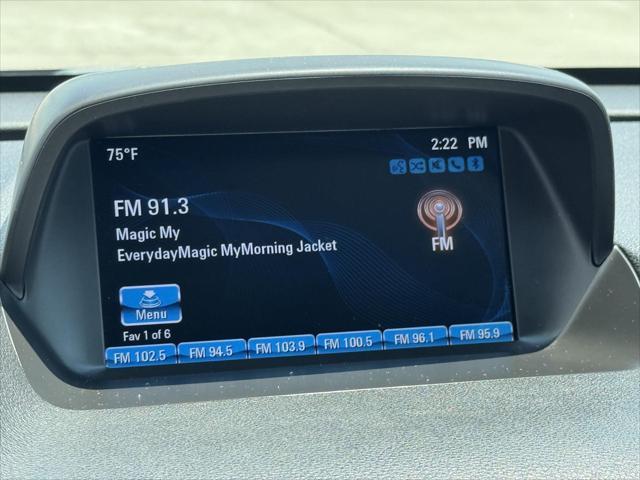 75°F
2:22 PM
FM 91.3
Magic My
EverydayMagic MyMorning Jacket
FM
Menu
Fav 1 of 6
FM 102.5 FM 94.5 FM 103.9 FM 100.5 FM 96.1 FM 95.9